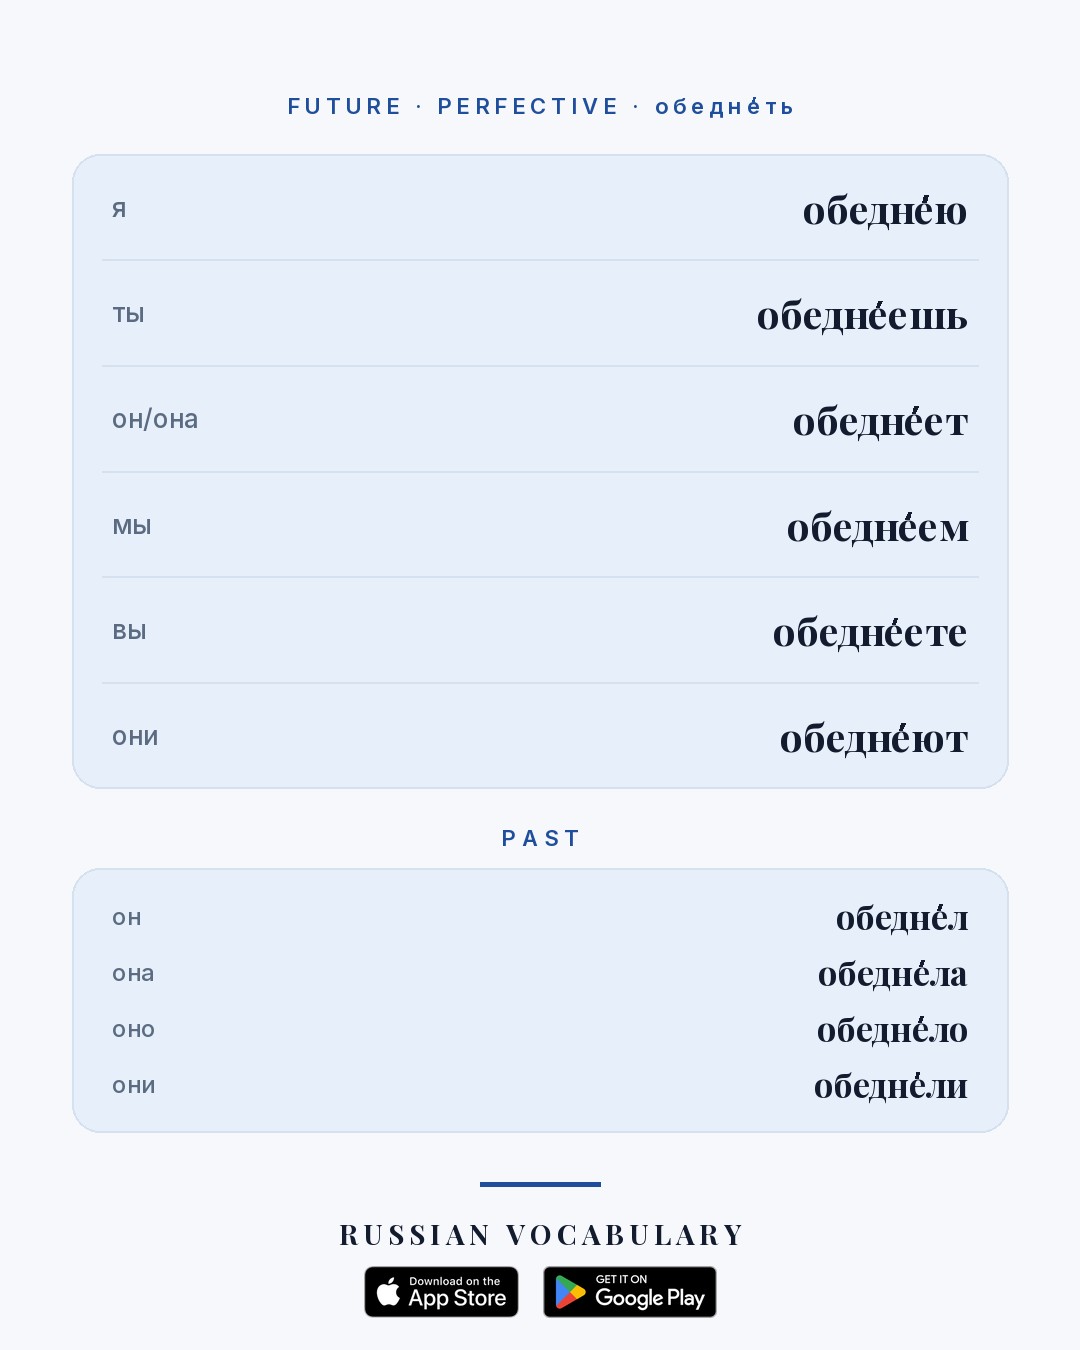 FUTURE · PERFECTIVE · обедне́ть
я обедне́ю
ты обедне́ешь
он/она обедне́ет
мы обедне́ем
вы обедне́ете
они обедне́ют
PAST
он обедне́л
она обедне́ла
оно обедне́ло
они обедне́ли
RUSSIAN VOCABULARY
Download on the App Store
GET IT ON Google Play